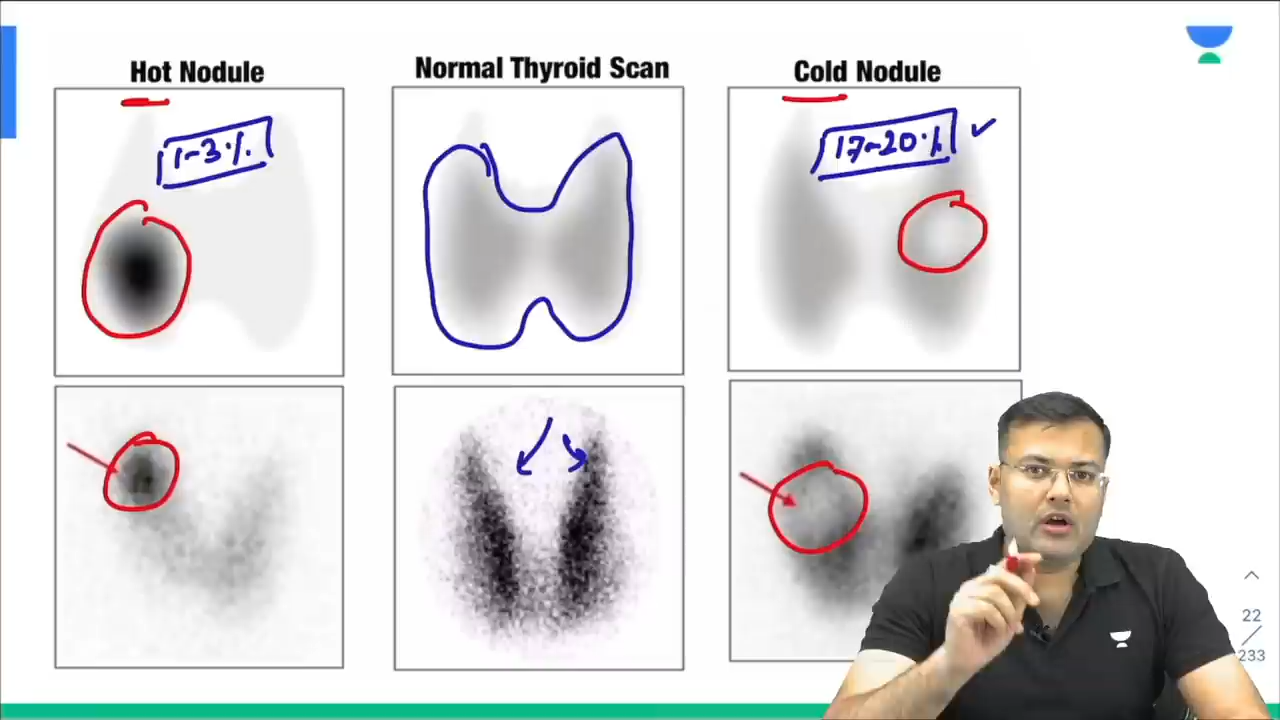 Hot Nodule
Normal Thyroid Scan
Cold Nodule
1-3%.
17-20%.
22
233